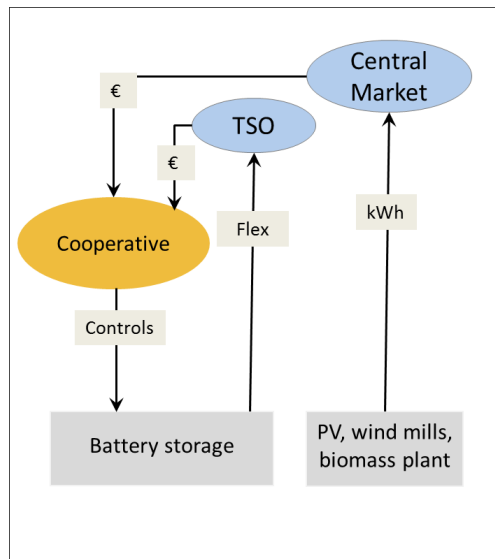 Central
Market
€
TSO
€
kWh
Flex
Cooperative
Controls
Battery storage
PV, wind mills,
biomass plant